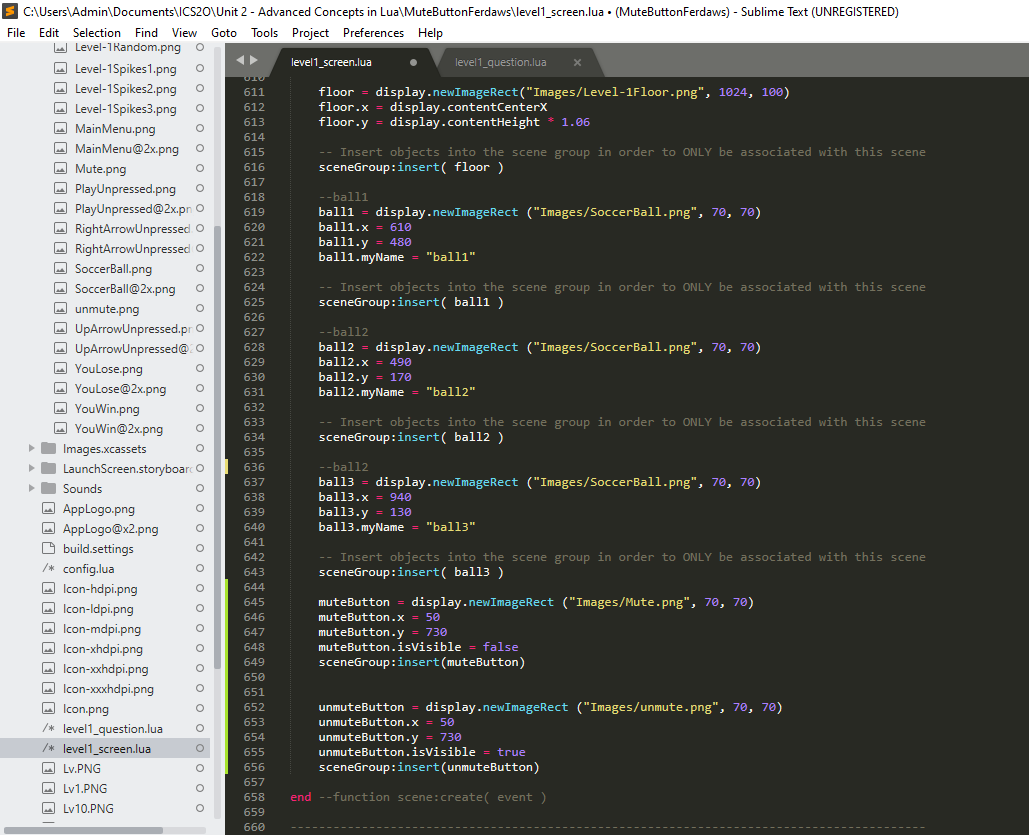 C:\Users\Admin\Documents\ICS2O\Unit 2 - Advanced Concepts in Lua\MuteButtonFerdaws\level1_screen.lua • (MuteButtonFerdaws) - Sublime Text (UNREGISTERED)
File Edit Selection Find View Goto Tools Project Preferences Help
Level-1Random.png
Level-1Spikes1.png
Level-1Spikes2.png
Level-1Spikes3.png
MainMenu.png
MainMenu@2x.png
Mute.png
PlayUnpressed.png
PlayUnpressed@2x.pn
RightArrowUnpressed.
RightArrowUnpressed
SoccerBall.png
SoccerBall@2x.png
unmute.png
UpArrowUnpressed.pr
UpArrowUnpressed@
YouLose.png
YouLose@2x.png
YouWin.png
YouWin@2x.png
Images.xcassets
LaunchScreen.storyboard
Sounds
AppLogo.png
AppLogo@x2.png
build.settings
/* config.lua
Icon-hdpi.png
Icon-ldpi.png
Icon-mdpi.png
Icon-xhdpi.png
Icon-xxhdpi.png
Icon-xxxhdpi.png
Icon.png
/* level1_question.lua
/* level1_screen.lua
Lv.PNG
Lv1.PNG
Lv10.PNG
level1_screen.lua level1_question.lua
610
611 floor = display.newImageRect("Images/Level-1Floor.png", 1024, 100)
612 floor.x = display.contentCenterX
613 floor.y = display.contentHeight * 1.06
614
615 -- Insert objects into the scene group in order to ONLY be associated with this scene
616 sceneGroup:insert( floor )
617
618 --ball1
619 ball1 = display.newImageRect ("Images/SoccerBall.png", 70, 70)
620 ball1.x = 610
621 ball1.y = 480
622 ball1.myName = "ball1"
623
624 -- Insert objects into the scene group in order to ONLY be associated with this scene
625 sceneGroup:insert( ball1 )
626
627 --ball2
628 ball2 = display.newImageRect ("Images/SoccerBall.png", 70, 70)
629 ball2.x = 490
630 ball2.y = 170
631 ball2.myName = "ball2"
632
633 -- Insert objects into the scene group in order to ONLY be associated with this scene
634 sceneGroup:insert( ball2 )
635
636 --ball2
637 ball3 = display.newImageRect ("Images/SoccerBall.png", 70, 70)
638 ball3.x = 940
639 ball3.y = 130
640 ball3.myName = "ball3"
641
642 -- Insert objects into the scene group in order to ONLY be associated with this scene
643 sceneGroup:insert( ball3 )
644
645 muteButton = display.newImageRect ("Images/Mute.png", 70, 70)
646 muteButton.x = 50
647 muteButton.y = 730
648 muteButton.isVisible = false
649 sceneGroup:insert(muteButton)
650
651
652 unmuteButton = display.newImageRect ("Images/unmute.png", 70, 70)
653 unmuteButton.x = 50
654 unmuteButton.y = 730
655 unmuteButton.isVisible = true
656 sceneGroup:insert(unmuteButton)
657
658 end --function scene:create( event )
659
660 -----------------------------------------------------------------------------------------